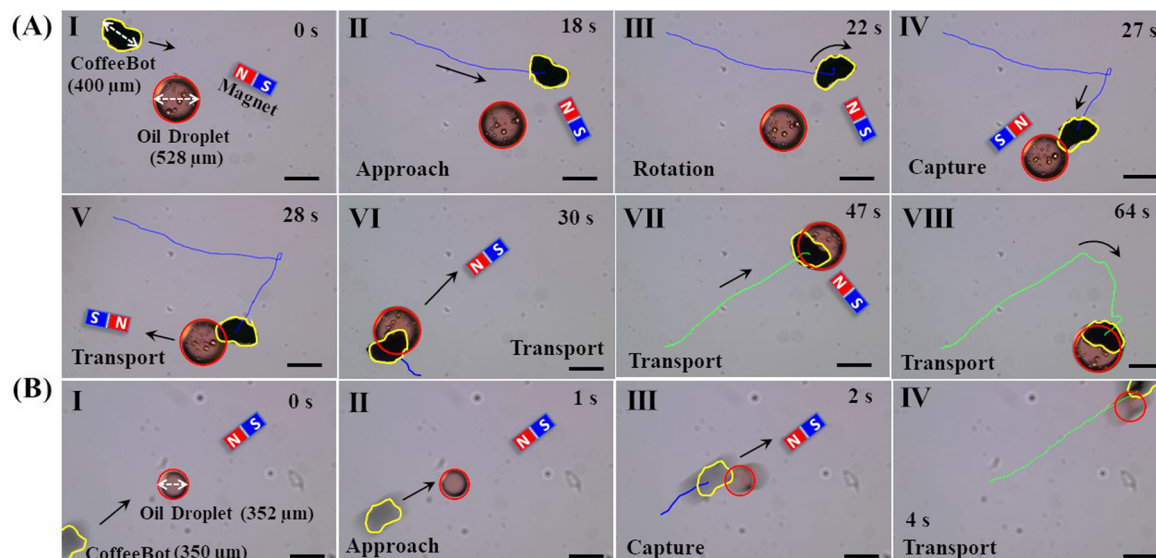 (A)
I
0 s
CoffeeBot
(400 μm)
N S
Magnet
Oil Droplet
(528 μm)
II
18 s
N S
Approach
III
22 s
N S
Rotation
IV
27 s
S N
Capture
V
28 s
S N
Transport
VI
30 s
N S
Transport
VII
47 s
N S
Transport
VIII
64 s
Transport
(B)
I
0 s
N S
Oil Droplet (352 μm)
CoffeeBot (350 μm)
II
1 s
N S
Approach
III
2 s
N S
Capture
IV
4 s
Transport